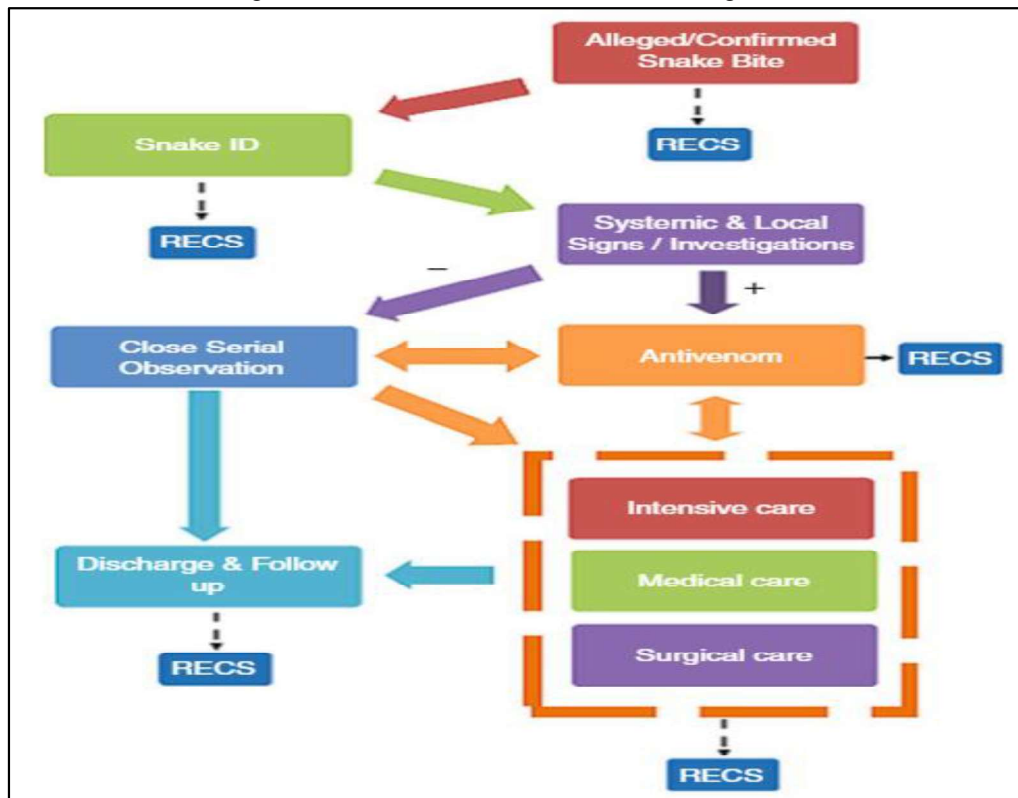 Alleged/Confirmed
Snake Bite
RECS
Snake ID
RECS
Systemic & Local
Signs / Investigations
–
+
Close Serial
Observation
Antivenom
RECS
Intensive care
Medical care
Surgical care
Discharge & Follow
up
RECS
RECS